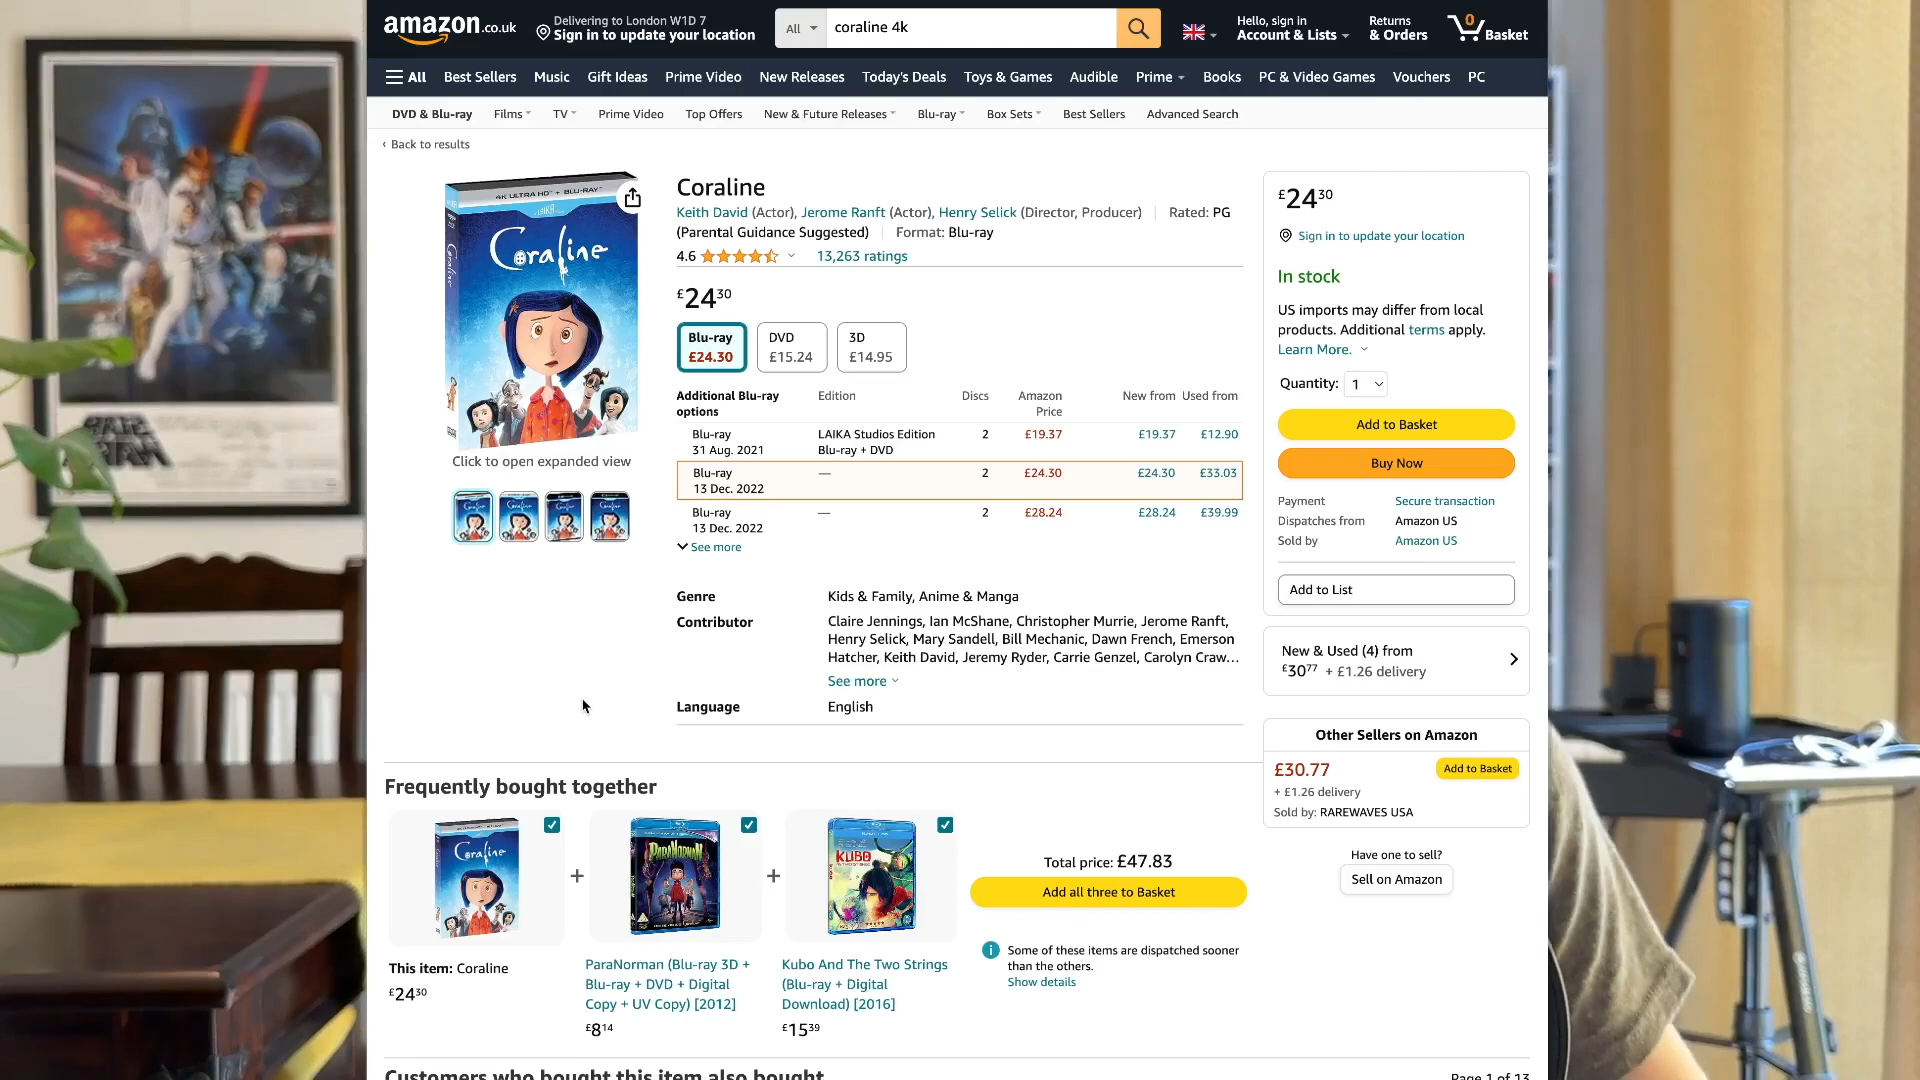 amazon.co.uk
Delivering to London W1D 7
Sign in to update your location
All
coraline 4k
Hello, sign in
Account & Lists
Returns
& Orders
0
Basket
All Best Sellers Music Gift Ideas Prime Video New Releases Today's Deals Toys & Games Audible Prime Books PC & Video Games Vouchers PC
DVD & Blu-ray Films TV Prime Video Top Offers New & Future Releases Blu-ray Box Sets Best Sellers Advanced Search
‹ Back to results
4K ULTRA HD + BLU-RAY
LAIKA
Coraline
Coraline
Click to open expanded view
Coraline
Keith David (Actor), Jerome Ranft (Actor), Henry Selick (Director, Producer) | Rated: PG
(Parental Guidance Suggested) | Format: Blu-ray
4.6 13,263 ratings
£24 30
Blu-ray
£24.30
DVD
£15.24
3D
£14.95
Additional Blu-ray options Edition Discs Amazon Price New from Used from
Blu-ray 31 Aug. 2021 LAIKA Studios Edition Blu-ray + DVD 2 £19.37 £19.37 £12.90
Blu-ray 13 Dec. 2022 — 2 £24.30 £24.30 £33.03
Blu-ray 13 Dec. 2022 — 2 £28.24 £28.24 £39.99
See more
Genre Kids & Family, Anime & Manga
Contributor Claire Jennings, Ian McShane, Christopher Murrie, Jerome Ranft,
Henry Selick, Mary Sandell, Bill Mechanic, Dawn French, Emerson
Hatcher, Keith David, Jeremy Ryder, Carrie Genzel, Carolyn Craw…
See more
Language English
£24 30
Sign in to update your location
In stock
US imports may differ from local
products. Additional terms apply.
Learn More.
Quantity: 1
Add to Basket
Buy Now
Payment Secure transaction
Dispatches from Amazon US
Sold by Amazon US
Add to List
New & Used (4) from
£30 77 + £1.26 delivery
Other Sellers on Amazon
£30.77
Add to Basket
+ £1.26 delivery
Sold by: RAREWAVES USA
Have one to sell?
Sell on Amazon
Frequently bought together
Coraline
+
PARANORMAN
+
KUBO
This item: Coraline
£24 30
ParaNorman (Blu-ray 3D +
Blu-ray + DVD + Digital
Copy + UV Copy) [2012]
£8 14
Kubo And The Two Strings
(Blu-ray + Digital
Download) [2016]
£15 39
Total price: £47.83
Add all three to Basket
Some of these items are dispatched sooner
than the others.
Show details
Customers who bought this item also bought
Page 1 of 13
STAR WARS